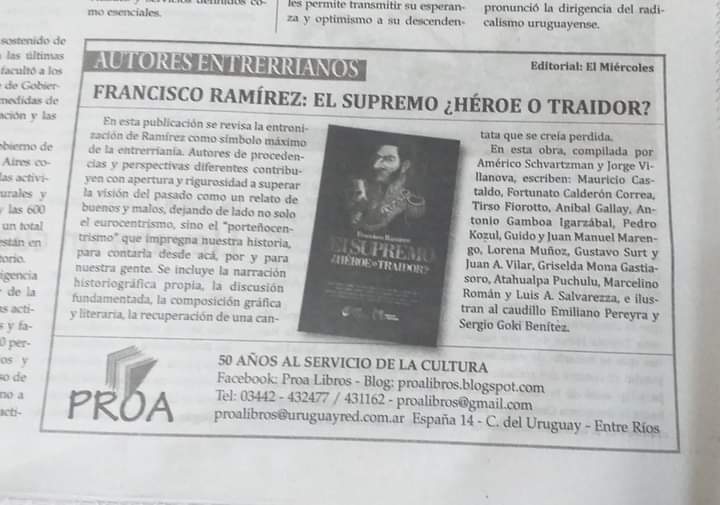 mo esenciales.
les permite transmitir su esperan-
za y optimismo a su descenden-
pronunció la dirigencia del radi-
calismo uruguayense.
sostenido de
las últimas
facultó a los
de Gobier-
medidas de
ación y las
obierno de
Aires co-
las activi-
urales y
y las 600
un total
están en
torio.
igencia
de la
as acti-
s y fa-
0 per-
os y
so de
no a
acti-
AUTORES ENTRERRIANOS
Editorial: El Miércoles
FRANCISCO RAMÍREZ: EL SUPREMO ¿HÉROE O TRAIDOR?
En esta publicación se revisa la entroni-
zación de Ramírez como símbolo máximo
de la entrerrianía. Autores de proceden-
cias y perspectivas diferentes contribu-
yen con apertura y rigurosidad a superar
la visión del pasado como un relato de
buenos y malos, dejando de lado no solo
el eurocentrismo, sino el "porteñocen-
trismo" que impregna nuestra historia,
para contarla desde acá, por y para
nuestra gente. Se incluye la narración
historiográfica propia, la discusión
fundamentada, la composición gráfica
y literaria, la recuperación de una can-
Francisco Ramírez
El SUPREMO
¿HÉROE o TRAIDOR?
tata que se creía perdida.
En esta obra, compilada por
Américo Schvartzman y Jorge Vi-
llanova, escriben: Mauricio Cas-
taldo, Fortunato Calderón Correa,
Tirso Fiorotto, Aníbal Gallay, An-
tonio Gamboa Igarzábal, Pedro
Kozul, Guido y Juan Manuel Maren-
go, Lorena Muñoz, Gustavo Surt y
Juan A. Vilar, Griselda Mona Gastia-
soro, Atahualpa Puchulu, Marcelino
Román y Luis A. Salvarezza, e ilus-
tran al caudillo Emiliano Pereyra y
Sergio Goki Benítez.
PROA
50 AÑOS AL SERVICIO DE LA CULTURA
Facebook: Proa Libros - Blog: proalibros.blogspot.com
Tel: 03442 - 432477 / 431162 - proalibros@gmail.com
proalibros@uruguayred.com.ar España 14 - C. del Uruguay - Entre Ríos